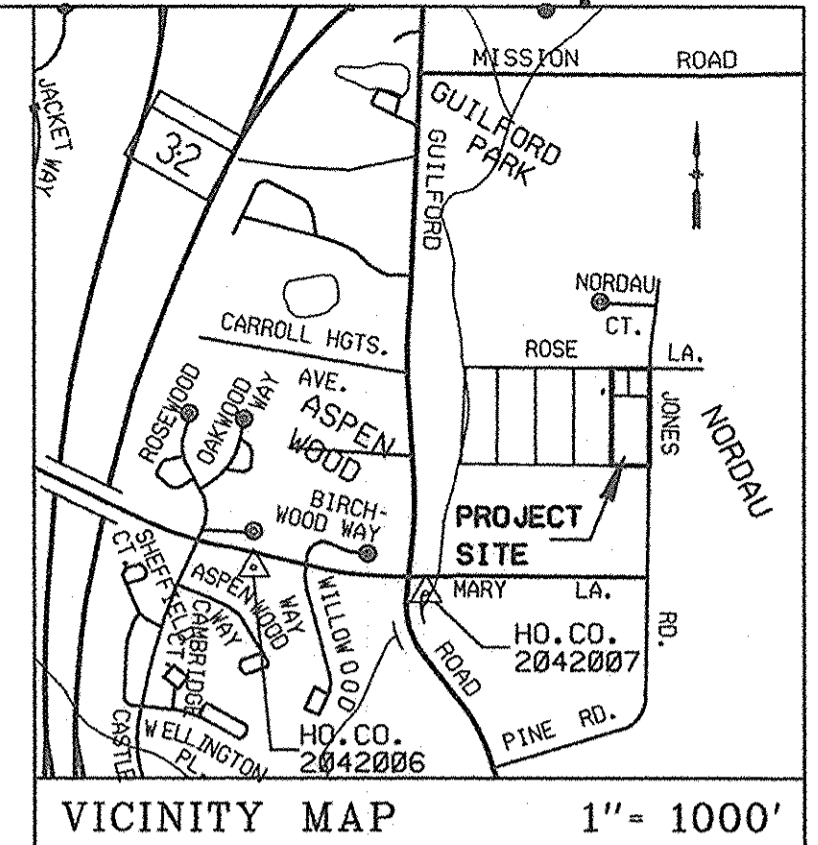 MISSION ROAD
JACKET WAY
32
GUILFORD
PARK
GUILFORD
NORDAU
CT.
CARROLL HGTS.
AVE.
ROSE LA.
JONES
NORDAU
ROSEWOOD
OAKWOOD
WAY
ASPEN
WOOD
BIRCH-
WOOD WAY
PROJECT
SITE
SHEFFIELD
CT.
ASPENWOOD
WAY
CAMBRIDGE
WAY
CT.
WILLOWOOD
MARY LA.
RD.
HO.CO.
2042007
ROAD
PINE RD.
CASTLE
WELLINGTON
PL.
HO.CO.
2042006
VICINITY MAP 1"= 1000'